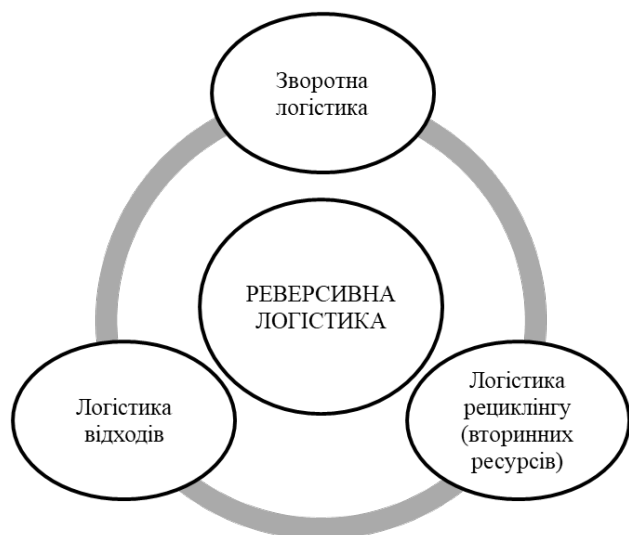 Зворотна
логістика
РЕВЕРСИВНА
ЛОГІСТИКА
Логістика
відходів
Логістика
рециклінгу
(вторинних
ресурсів)